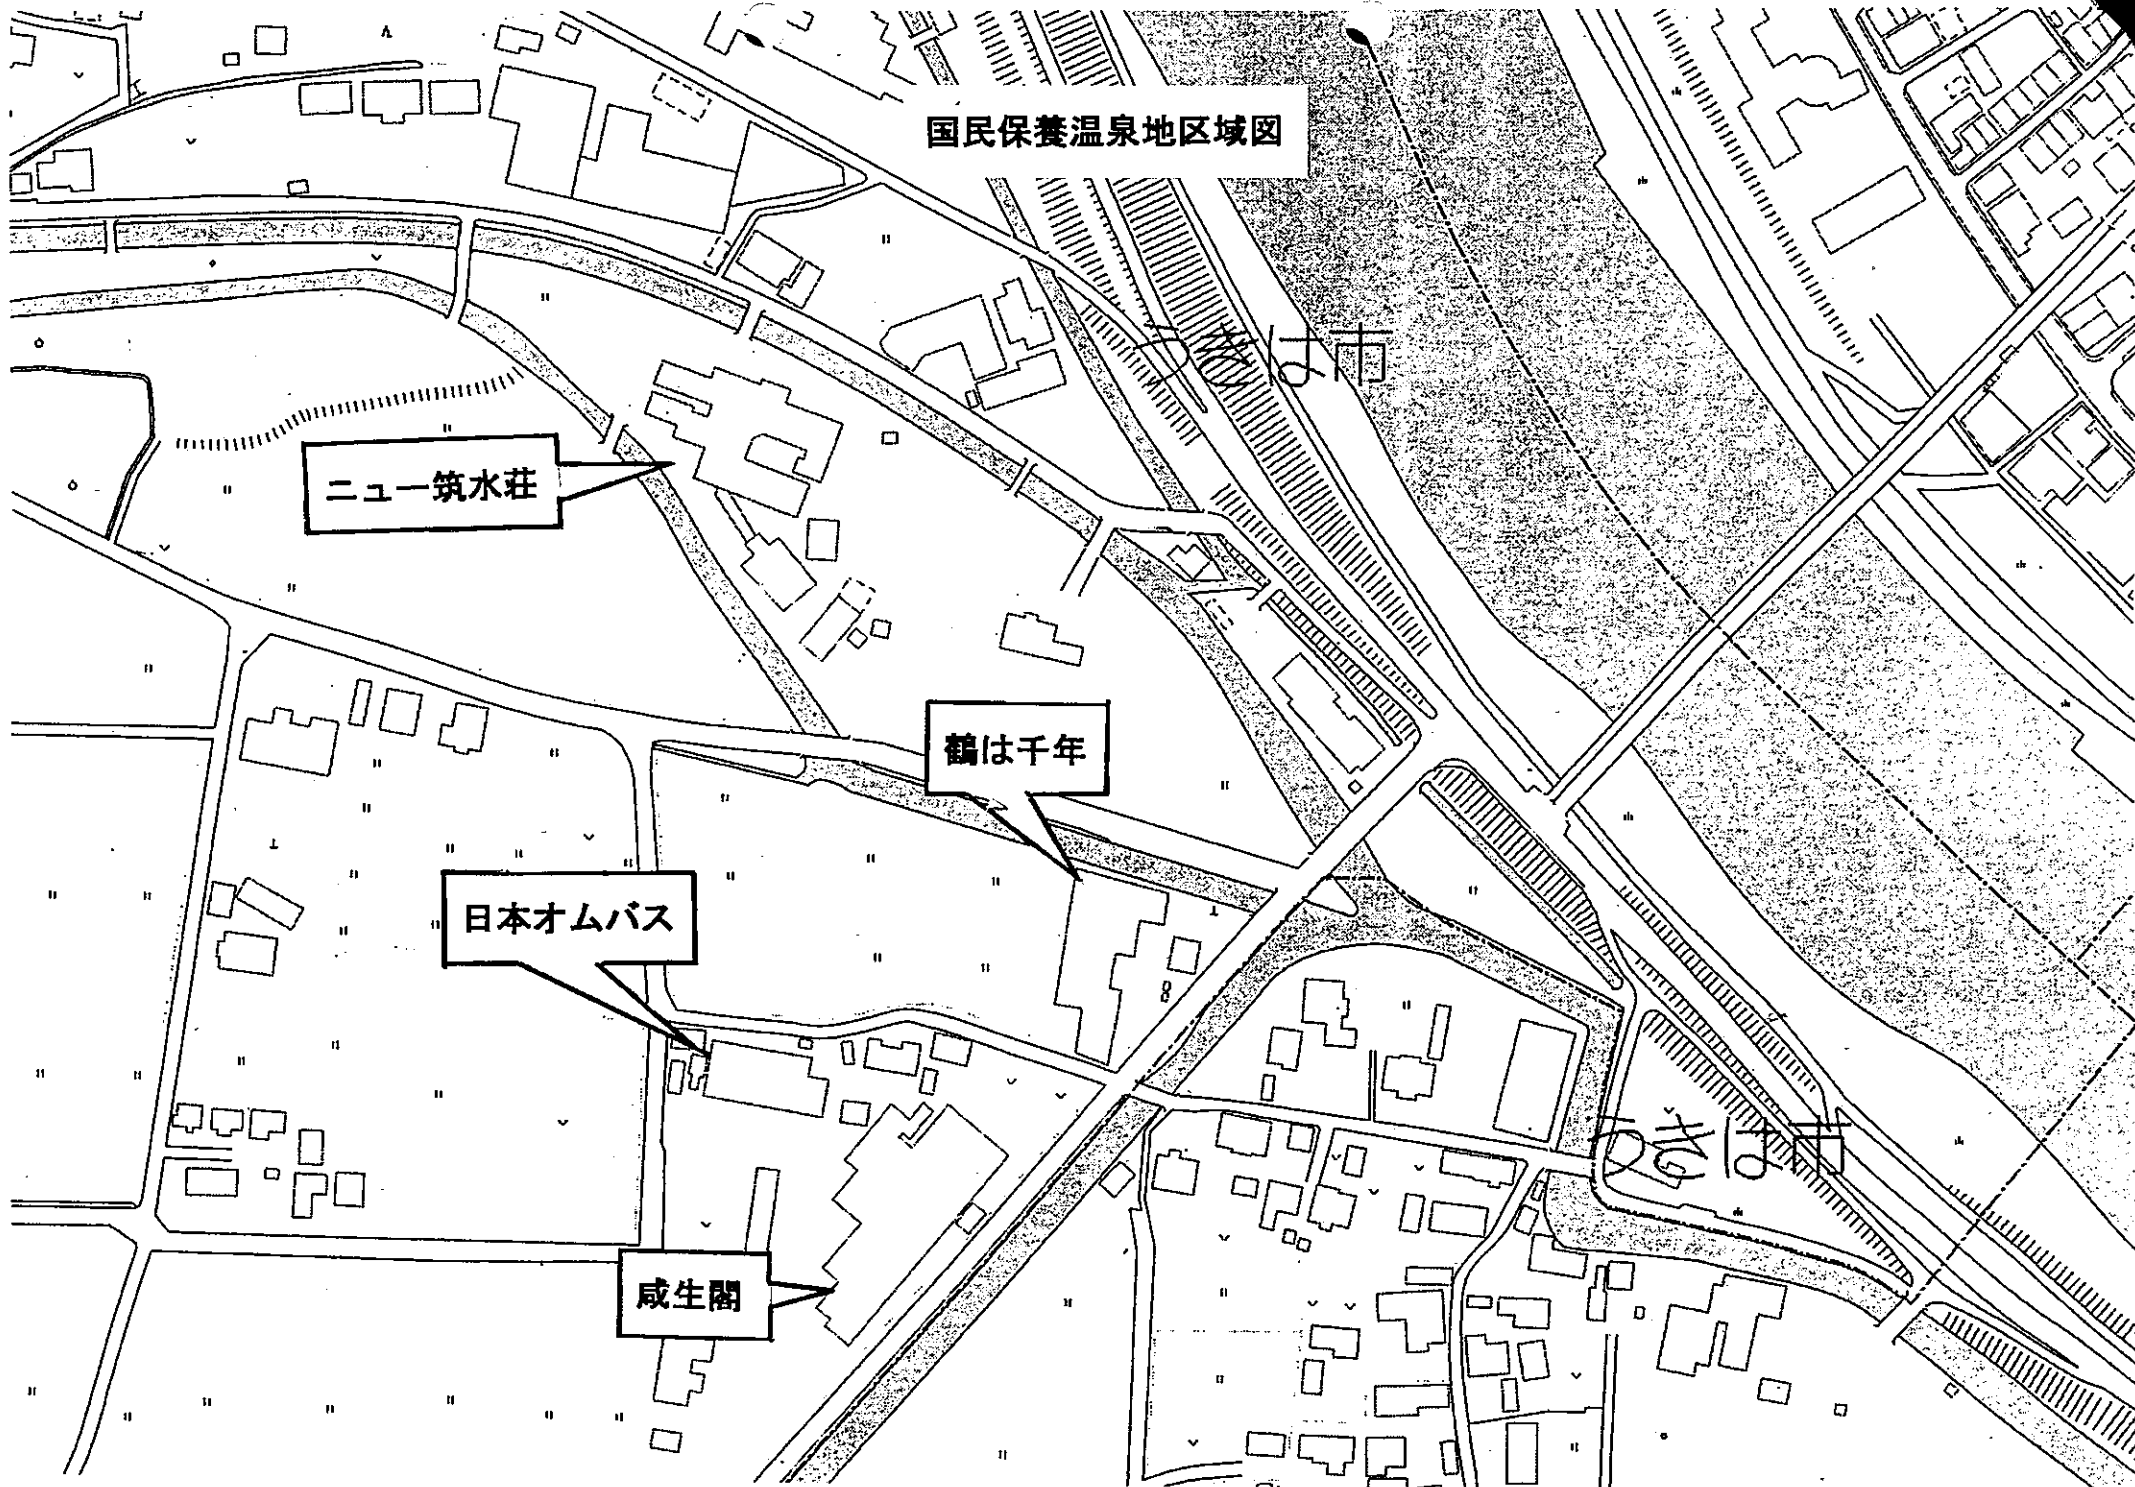 国民保養温泉地区域図
うきは市
ニュー筑水荘
鶴は千年
日本オムバス
うきは市
咸生閣